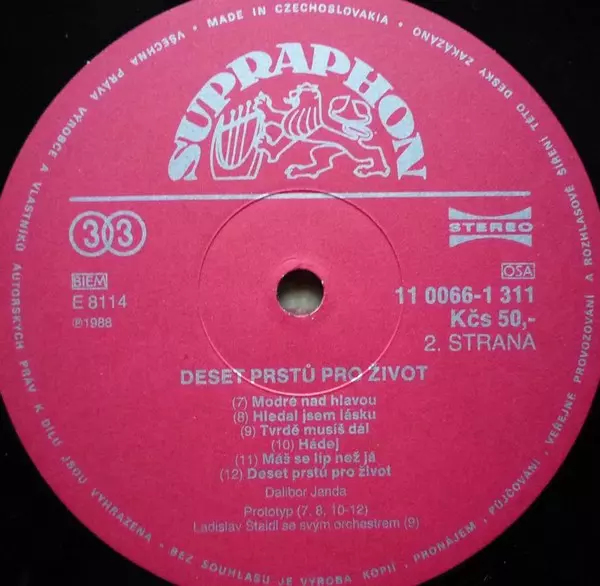 VŠECHNA PRÁVA VÝROBCE A VLASTNÍKŮ AUTORSKÝCH PRÁV K DÍLU JSOU VYHRAZENA - BEZ SOUHLASU JE VÝROBA KOPIÍ, PRONÁJEM, PŮJČOVÁNÍ, VEŘEJNÉ PROVOZOVÁNÍ A ROZHLASOVÉ ŠÍŘENÍ TÉTO DESKY ZAKÁZÁNO • MADE IN CZECHOSLOVAKIA •
SUPRAPHON
33
STEREO
BIEM
OSA
E 8114
11 0066-1 311
℗1988
Kčs 50,-
2. STRANA
DESET PRSTŮ PRO ŽIVOT
(7) Modré nad hlavou
(8) Hledal jsem lásku
(9) Tvrdě musíš dál
(10) Hádej
(11) Máš se líp než já
(12) Deset prstů pro život
Dalibor Janda
Prototyp (7, 8, 10-12)
Ladislav Štaidl se svým orchestrem (9)